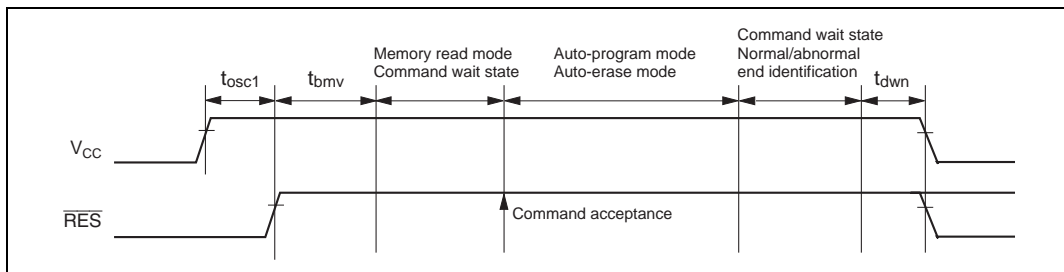 Memory read mode
Command wait state
Auto-program mode
Auto-erase mode
Command wait state
Normal/abnormal
end identification
tosc1
tbmv
tdwn
VCC
RES
Command acceptance